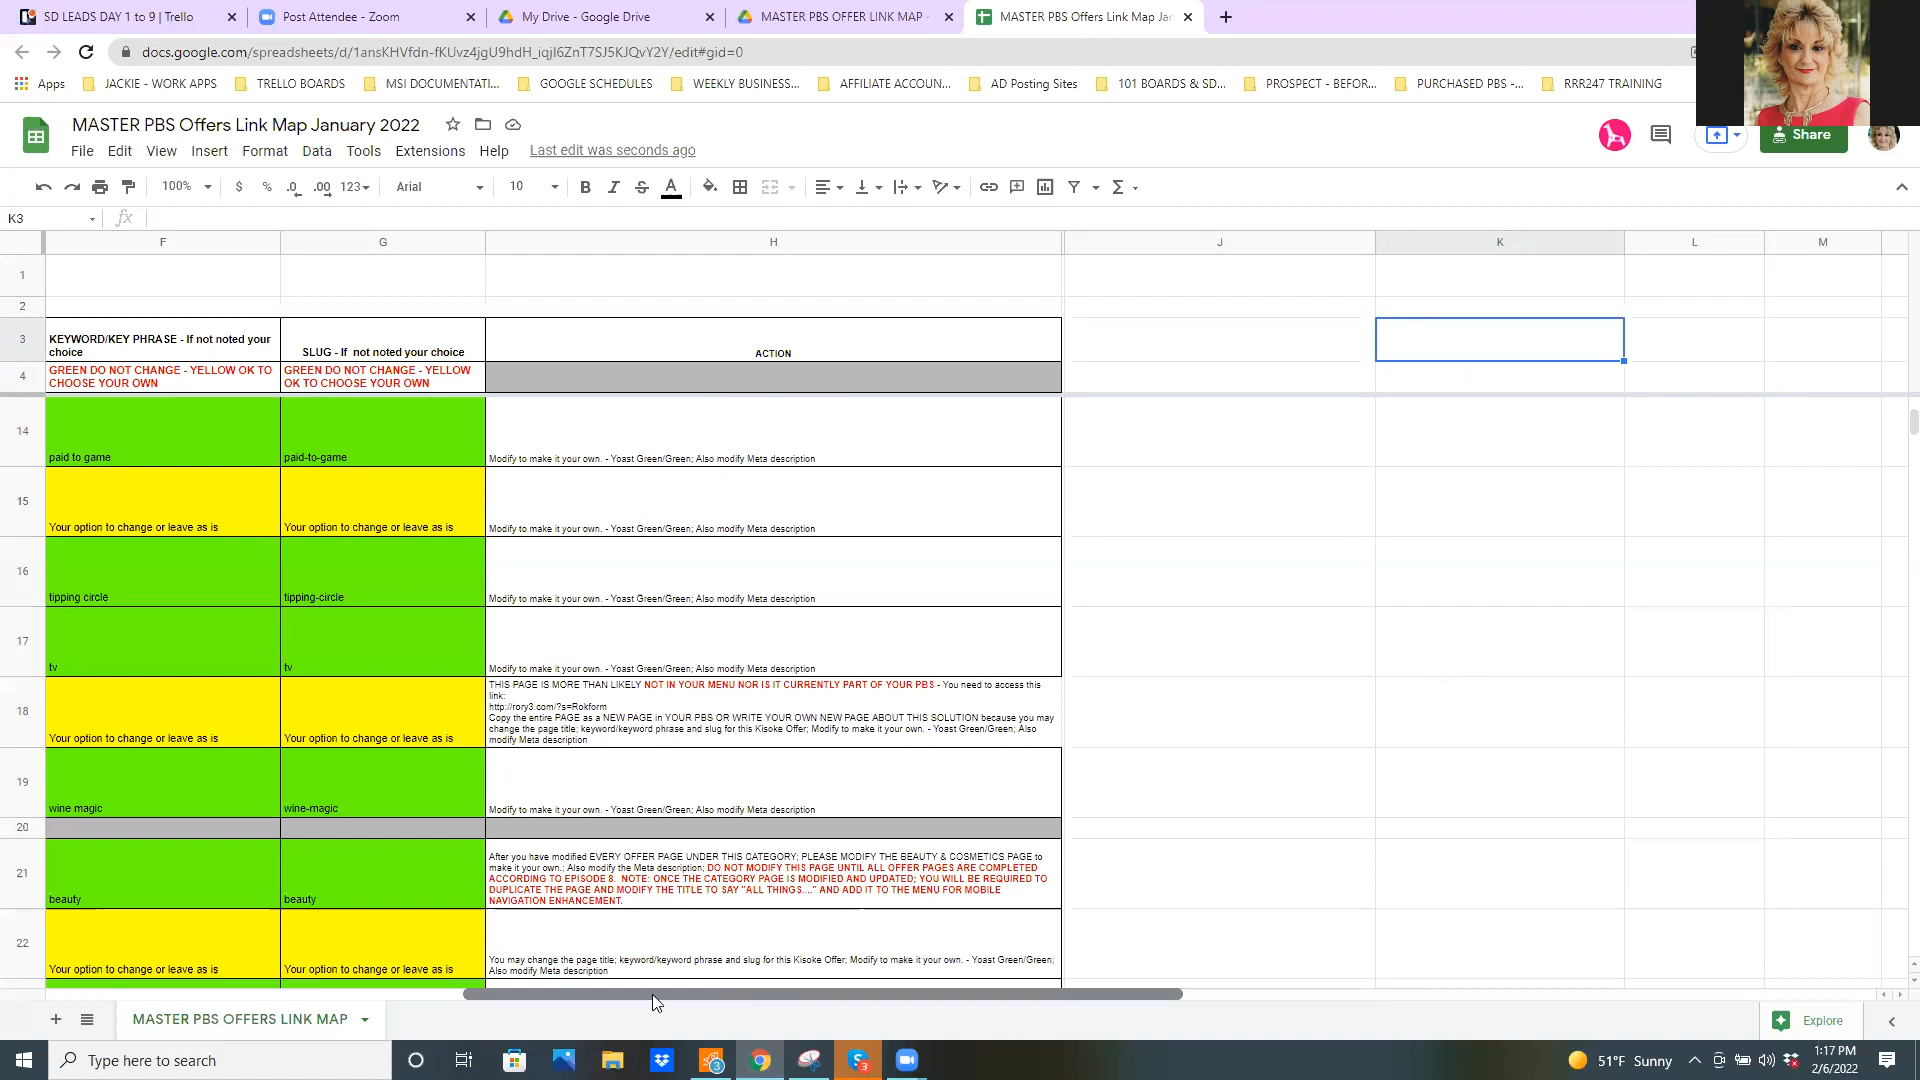 SD LEADS DAY 1 to 9 | Trello
Post Attendee - Zoom
My Drive - Google Drive
MASTER PBS OFFER LINK MAP -
MASTER PBS Offers Link Map Jan
docs.google.com/spreadsheets/d/1ansKHVfdn-fKUvz4jgU9hdH_iqjI6ZnT7SJ5KJQvY2Y/edit#gid=0
Apps
JACKIE - WORK APPS
TRELLO BOARDS
MSI DOCUMENTATI...
GOOGLE SCHEDULES
WEEKLY BUSINESS...
AFFILIATE ACCOUN...
AD Posting Sites
101 BOARDS & SD...
PROSPECT - BEFOR...
PURCHASED PBS -...
RRR247 TRAINING
MASTER PBS Offers Link Map January 2022
Share
File Edit View Insert Format Data Tools Extensions Help Last edit was seconds ago
100% $ % .0 .00 123 Arial 10 B I S A
K3 fx
F G H J K L M
1
2
3
KEYWORD/KEY PHRASE - If not noted your
choice
SLUG - If not noted your choice
ACTION
4
GREEN DO NOT CHANGE - YELLOW OK TO
CHOOSE YOUR OWN
GREEN DO NOT CHANGE - YELLOW
OK TO CHOOSE YOUR OWN
14
paid to game
paid-to-game
Modify to make it your own. - Yoast Green/Green; Also modify Meta description
15
Your option to change or leave as is
Your option to change or leave as is
Modify to make it your own. - Yoast Green/Green; Also modify Meta description
16
tipping circle
tipping-circle
Modify to make it your own. - Yoast Green/Green; Also modify Meta description
17
tv
tv
Modify to make it your own. - Yoast Green/Green; Also modify Meta description
18
Your option to change or leave as is
Your option to change or leave as is
THIS PAGE IS MORE THAN LIKELY NOT IN YOUR MENU NOR IS IT CURRENTLY PART OF YOUR PBS - You need to access this
link:
http://rory3.com/?s=Rokform
Copy the entire PAGE as a NEW PAGE in YOUR PBS OR WRITE YOUR OWN NEW PAGE ABOUT THIS SOLUTION because you may
change the page title; keyword/keyword phrase and slug for this Kisoke Offer; Modify to make it your own. - Yoast Green/Green; Also
modify Meta description
19
wine magic
wine-magic
Modify to make it your own. - Yoast Green/Green; Also modify Meta description
20
21
beauty
beauty
After you have modified EVERY OFFER PAGE UNDER THIS CATEGORY; PLEASE MODIFY THE BEAUTY & COSMETICS PAGE to
make it your own.; Also modify the Meta description; DO NOT MODIFY THIS PAGE UNTIL ALL OFFER PAGES ARE COMPLETED
ACCORDING TO EPISODE 8. NOTE: ONCE THE CATEGORY PAGE IS MODIFIED AND UPDATED; YOU WILL BE REQUIRED TO
DUPLICATE THE PAGE AND MODIFY THE TITLE TO SAY "ALL THINGS...." AND ADD IT TO THE MENU FOR MOBILE
NAVIGATION ENHANCEMENT.
22
Your option to change or leave as is
Your option to change or leave as is
You may change the page title; keyword/keyword phrase and slug for this Kisoke Offer; Modify to make it your own. - Yoast Green/Green;
Also modify Meta description
MASTER PBS OFFERS LINK MAP
Explore
Type here to search
3
3
51°F Sunny
1:17 PM
2/6/2022